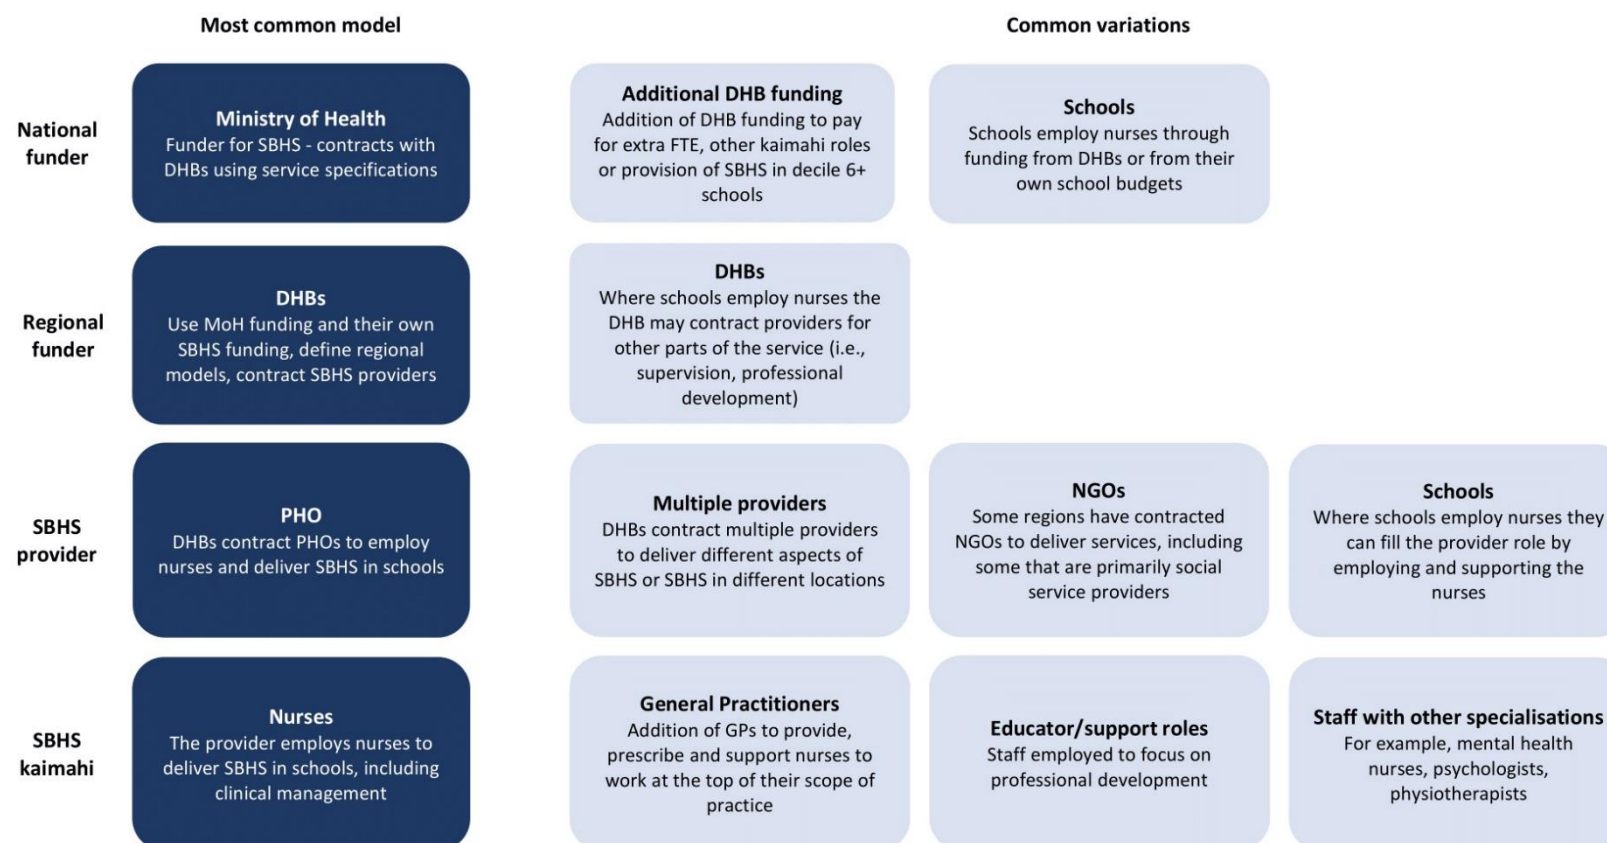 Most common model
Common variations
National
funder
Ministry of Health
Funder for SBHS - contracts with
DHBs using service specifications
Additional DHB funding
Addition of DHB funding to pay
for extra FTE, other kaimahi roles
or provision of SBHS in decile 6+
schools
Schools
Schools employ nurses through
funding from DHBs or from their
own school budgets
Regional
funder
DHBs
Use MoH funding and their own
SBHS funding, define regional
models, contract SBHS providers
DHBs
Where schools employ nurses the
DHB may contract providers for
other parts of the service (i.e.,
supervision, professional
development)
SBHS
provider
PHO
DHBs contract PHOs to employ
nurses and deliver SBHS in schools
Multiple providers
DHBs contract multiple providers
to deliver different aspects of
SBHS or SBHS in different locations
NGOs
Some regions have contracted
NGOs to deliver services, including
some that are primarily social
service providers
Schools
Where schools employ nurses they
can fill the provider role by
employing and supporting the
nurses
SBHS
kaimahi
Nurses
The provider employs nurses to
deliver SBHS in schools, including
clinical management
General Practitioners
Addition of GPs to provide,
prescribe and support nurses to
work at the top of their scope of
practice
Educator/support roles
Staff employed to focus on
professional development
Staff with other specialisations
For example, mental health
nurses, psychologists,
physiotherapists